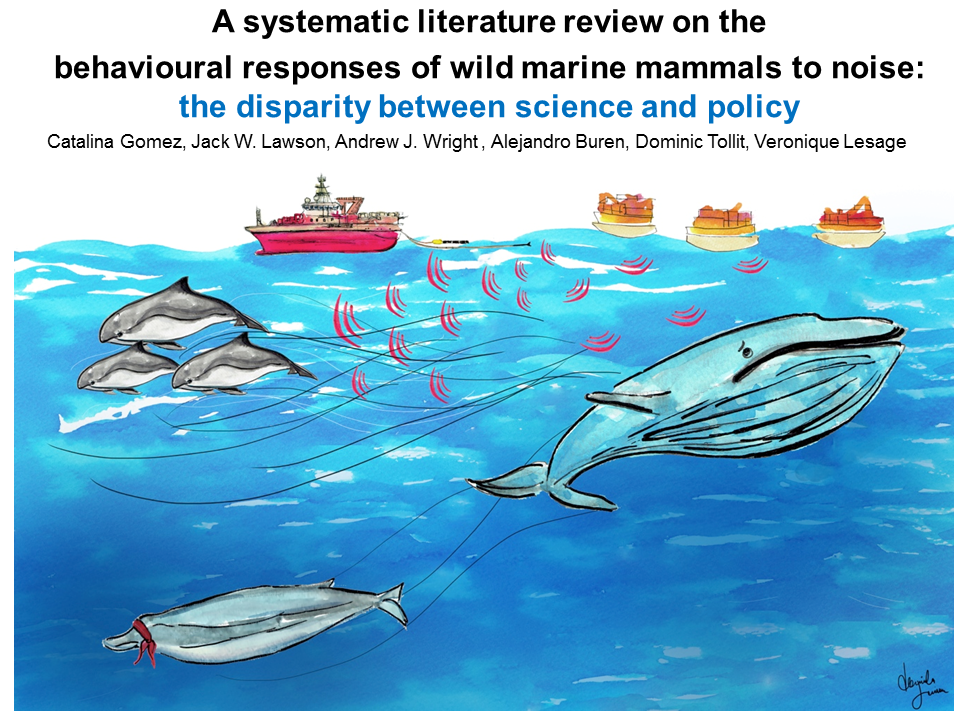 A systematic literature review on the
behavioural responses of wild marine mammals to noise:
the disparity between science and policy
Catalina Gomez, Jack W. Lawson, Andrew J. Wright , Alejandro Buren, Dominic Tollit, Veronique Lesage